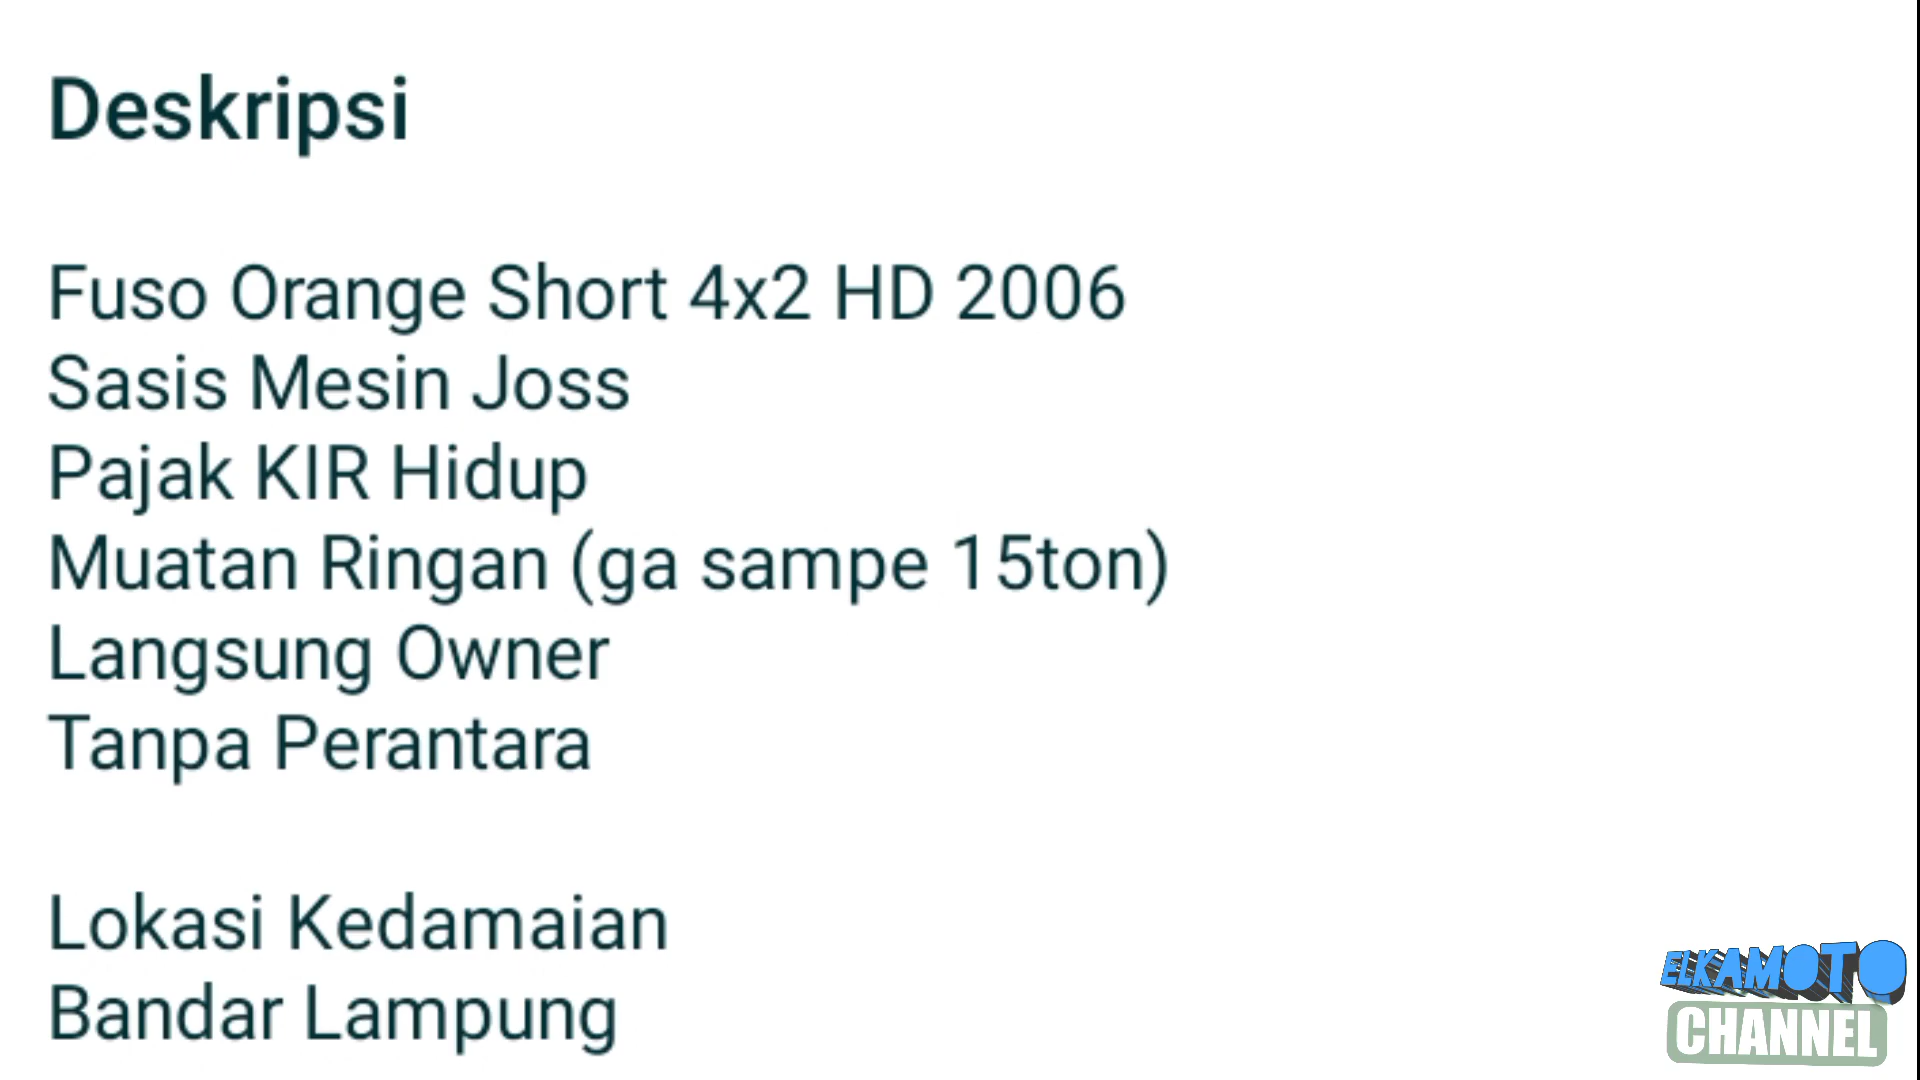 Deskripsi
Fuso Orange Short 4x2 HD 2006
Sasis Mesin Joss
Pajak KIR Hidup
Muatan Ringan (ga sampe 15ton)
Langsung Owner
Tanpa Perantara
Lokasi Kedamaian
Bandar Lampung
ELKAMOTO
CHANNEL